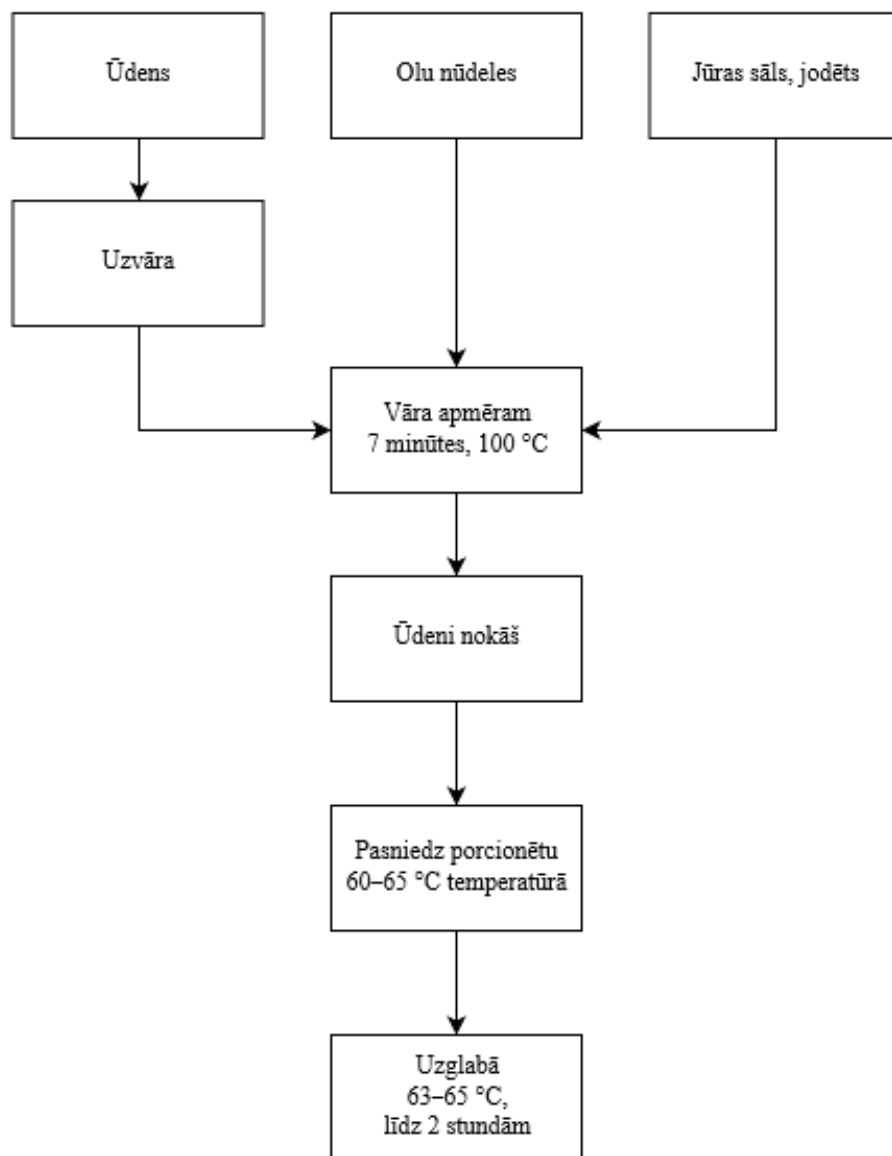 Ūdens
Olu nūdeles
Jūras sāls, jodēts
Uzvāra
Vāra apmēram
7 minūtes, 100 °C
Ūdeni nokāš
Pasniedz porcionētu
60–65 °C temperatūrā
Uzglabā
63–65 °C,
līdz 2 stundām